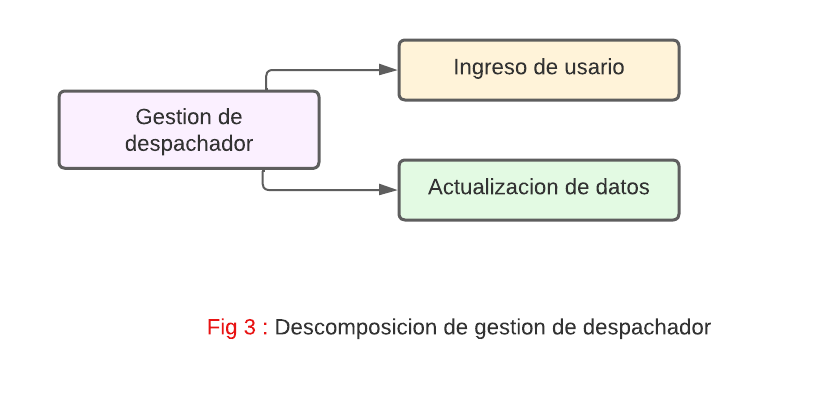 Ingreso de usario
Gestion de
despachador
Actualizacion de datos
Fig 3 : Descomposicion de gestion de despachador